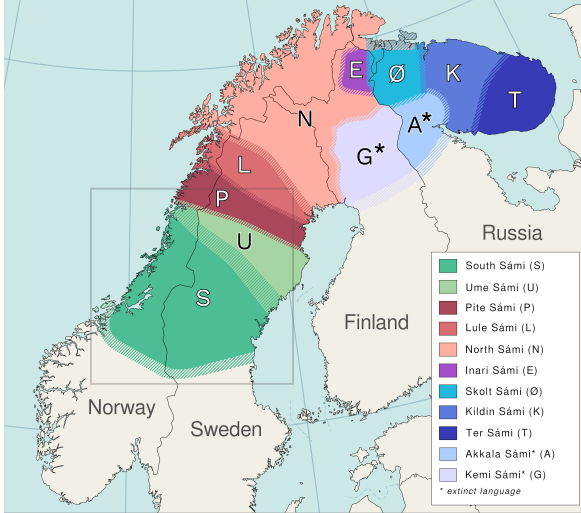 E
Ø
K
T
N
A*
G*
L
P
U
S
Russia
Finland
Norway
Sweden
South Sámi (S)
Ume Sámi (U)
Pite Sámi (P)
Lule Sámi (L)
North Sámi (N)
Inari Sámi (E)
Skolt Sámi (Ø)
Kildin Sámi (K)
Ter Sámi (T)
Akkala Sámi* (A)
Kemi Sámi* (G)
* extinct language